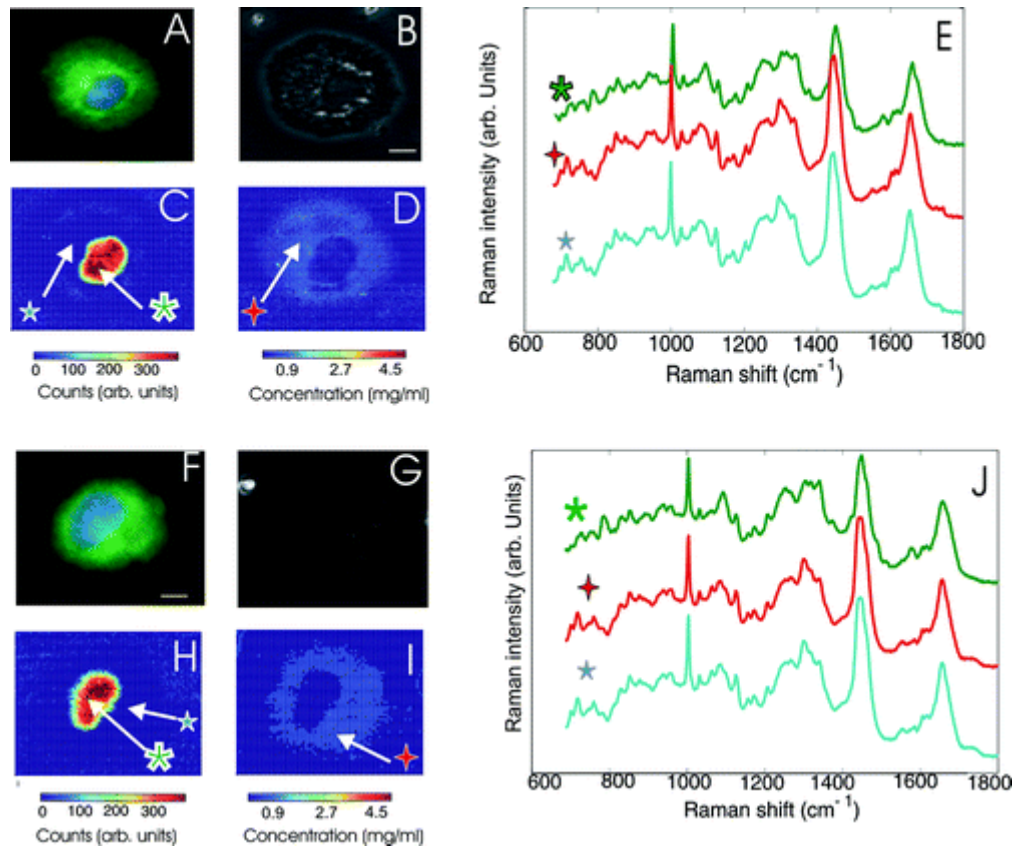 A
B
C
D
0 100 200 300
Counts (arb. units)
0.9 2.7 4.5
Concentration (mg/ml)
E
Raman intensity (arb. Units)
600 800 1000 1200 1400 1600 1800
Raman shift (cm⁻¹)
F
G
H
I
0 100 200 300
Counts (arb. units)
0.9 2.7 4.5
Concentration (mg/ml)
J
Raman intensity (arb. Units)
600 800 1000 1200 1400 1600 1800
Raman shift (cm⁻¹)